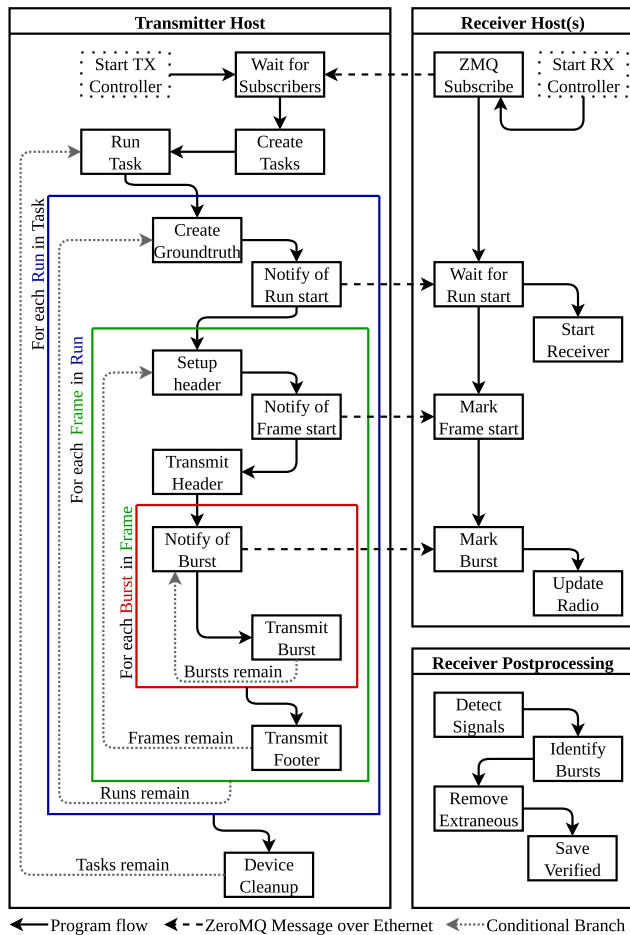 Transmitter Host
Start TX
Controller
Wait for
Subscribers
Run
Task
Create
Tasks
For each Run in Task
Create
Groundtruth
Notify of
Run start
For each Frame in Run
Setup
header
Notify of
Frame start
Transmit
Header
For each Burst in Frame
Notify of
Burst
Transmit
Burst
Bursts remain
Frames remain
Transmit
Footer
Runs remain
Tasks remain
Device
Cleanup
Receiver Host(s)
ZMQ
Subscribe
Start RX
Controller
Wait for
Run start
Start
Receiver
Mark
Frame start
Mark
Burst
Update
Radio
Receiver Postprocessing
Detect
Signals
Identify
Bursts
Remove
Extraneous
Save
Verified
Program flow
ZeroMQ Message over Ethernet
Conditional Branch